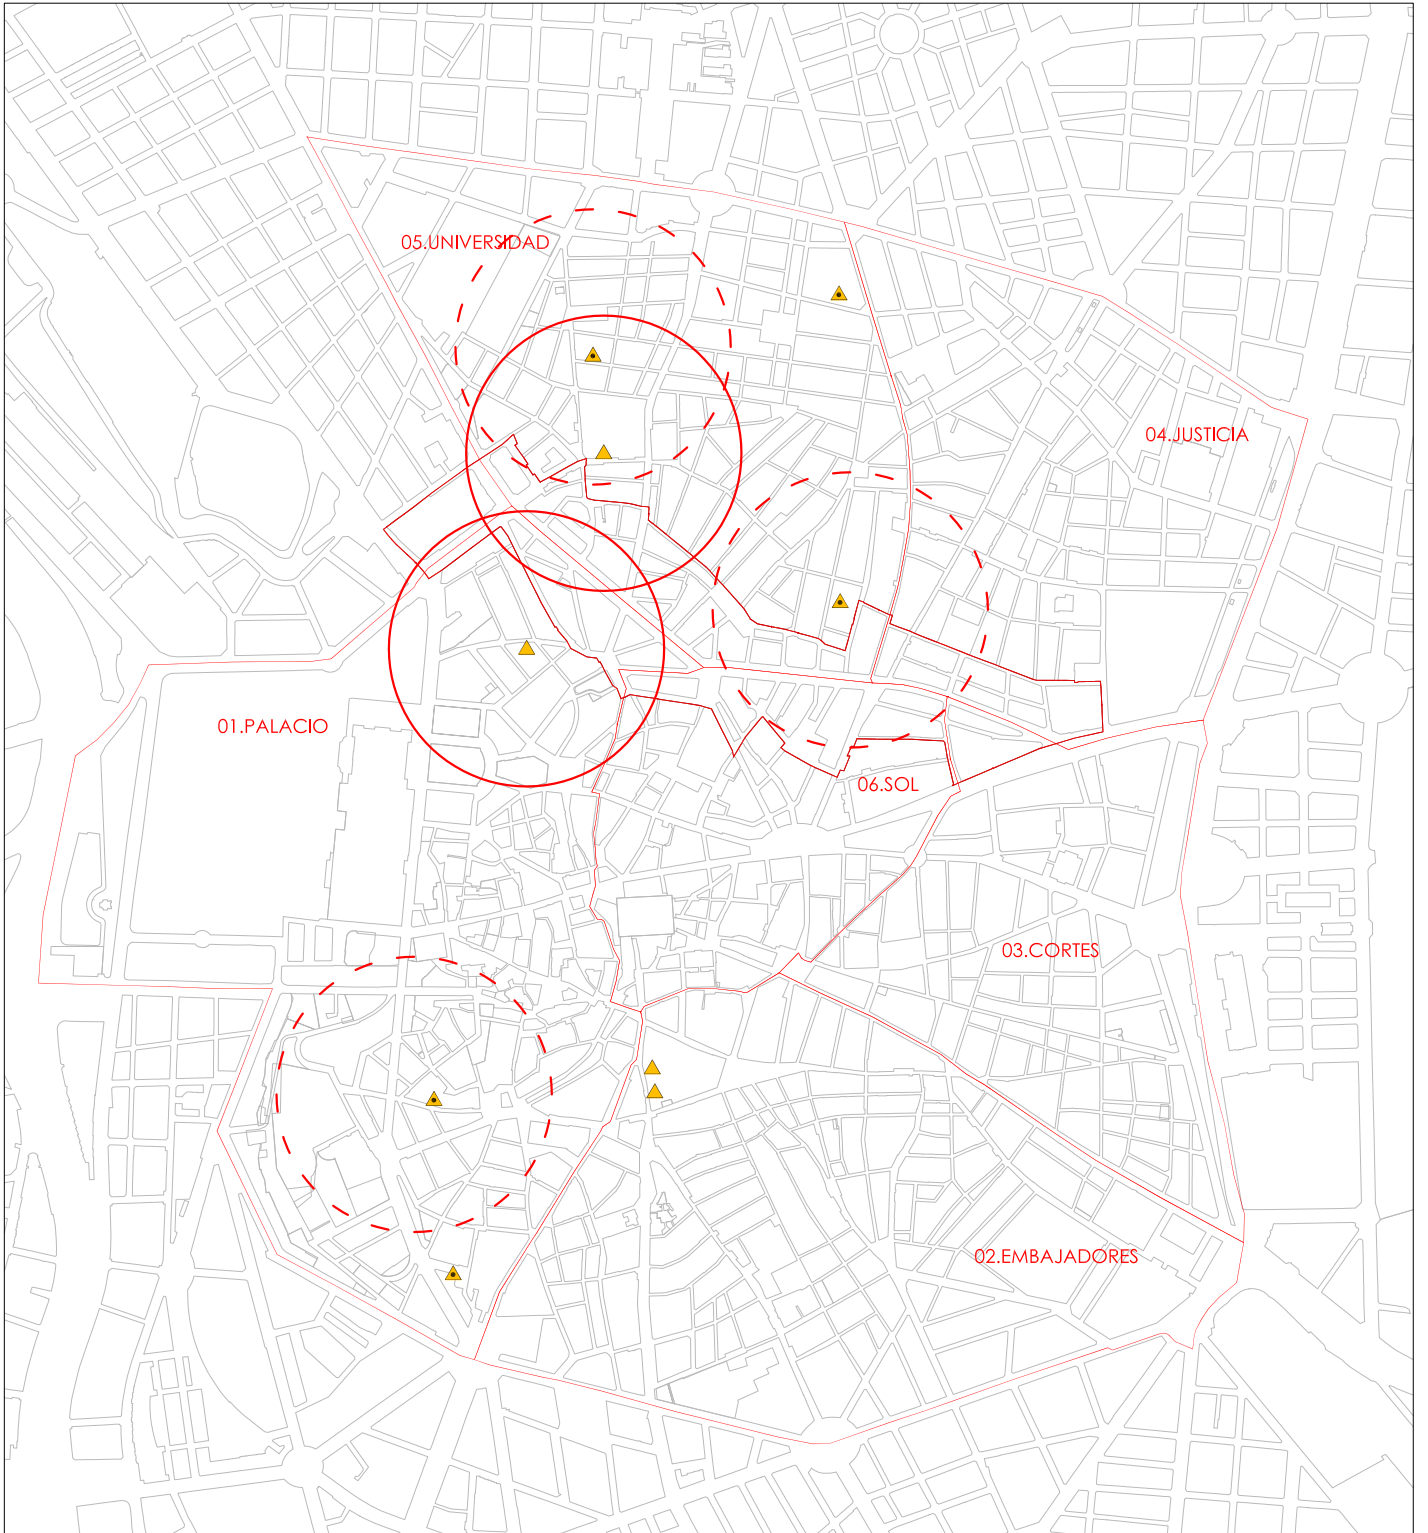 05.UNIVERSIDAD
04.JUSTICIA
01.PALACIO
06.SOL
03.CORTES
02.EMBAJADORES